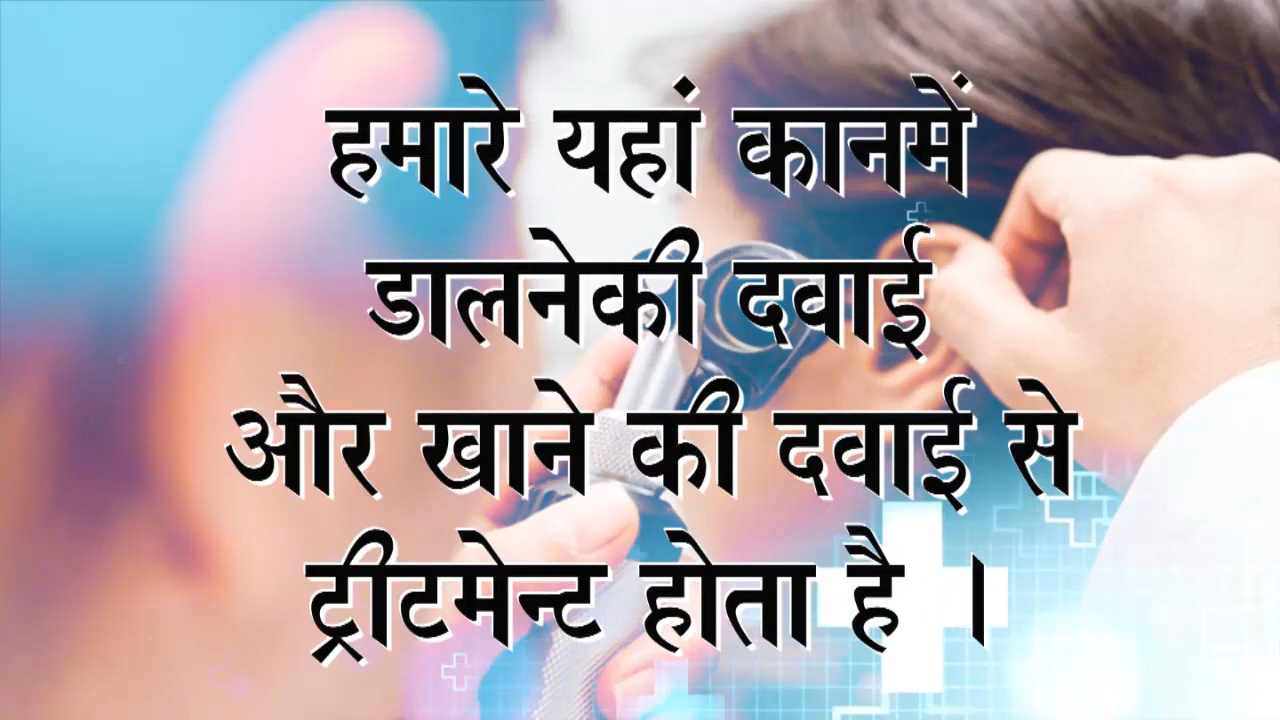 हमारे यहां कानमें
डालनेकी दवाई
और खाने की दवाई से
ट्रीटमेन्ट होता है ।